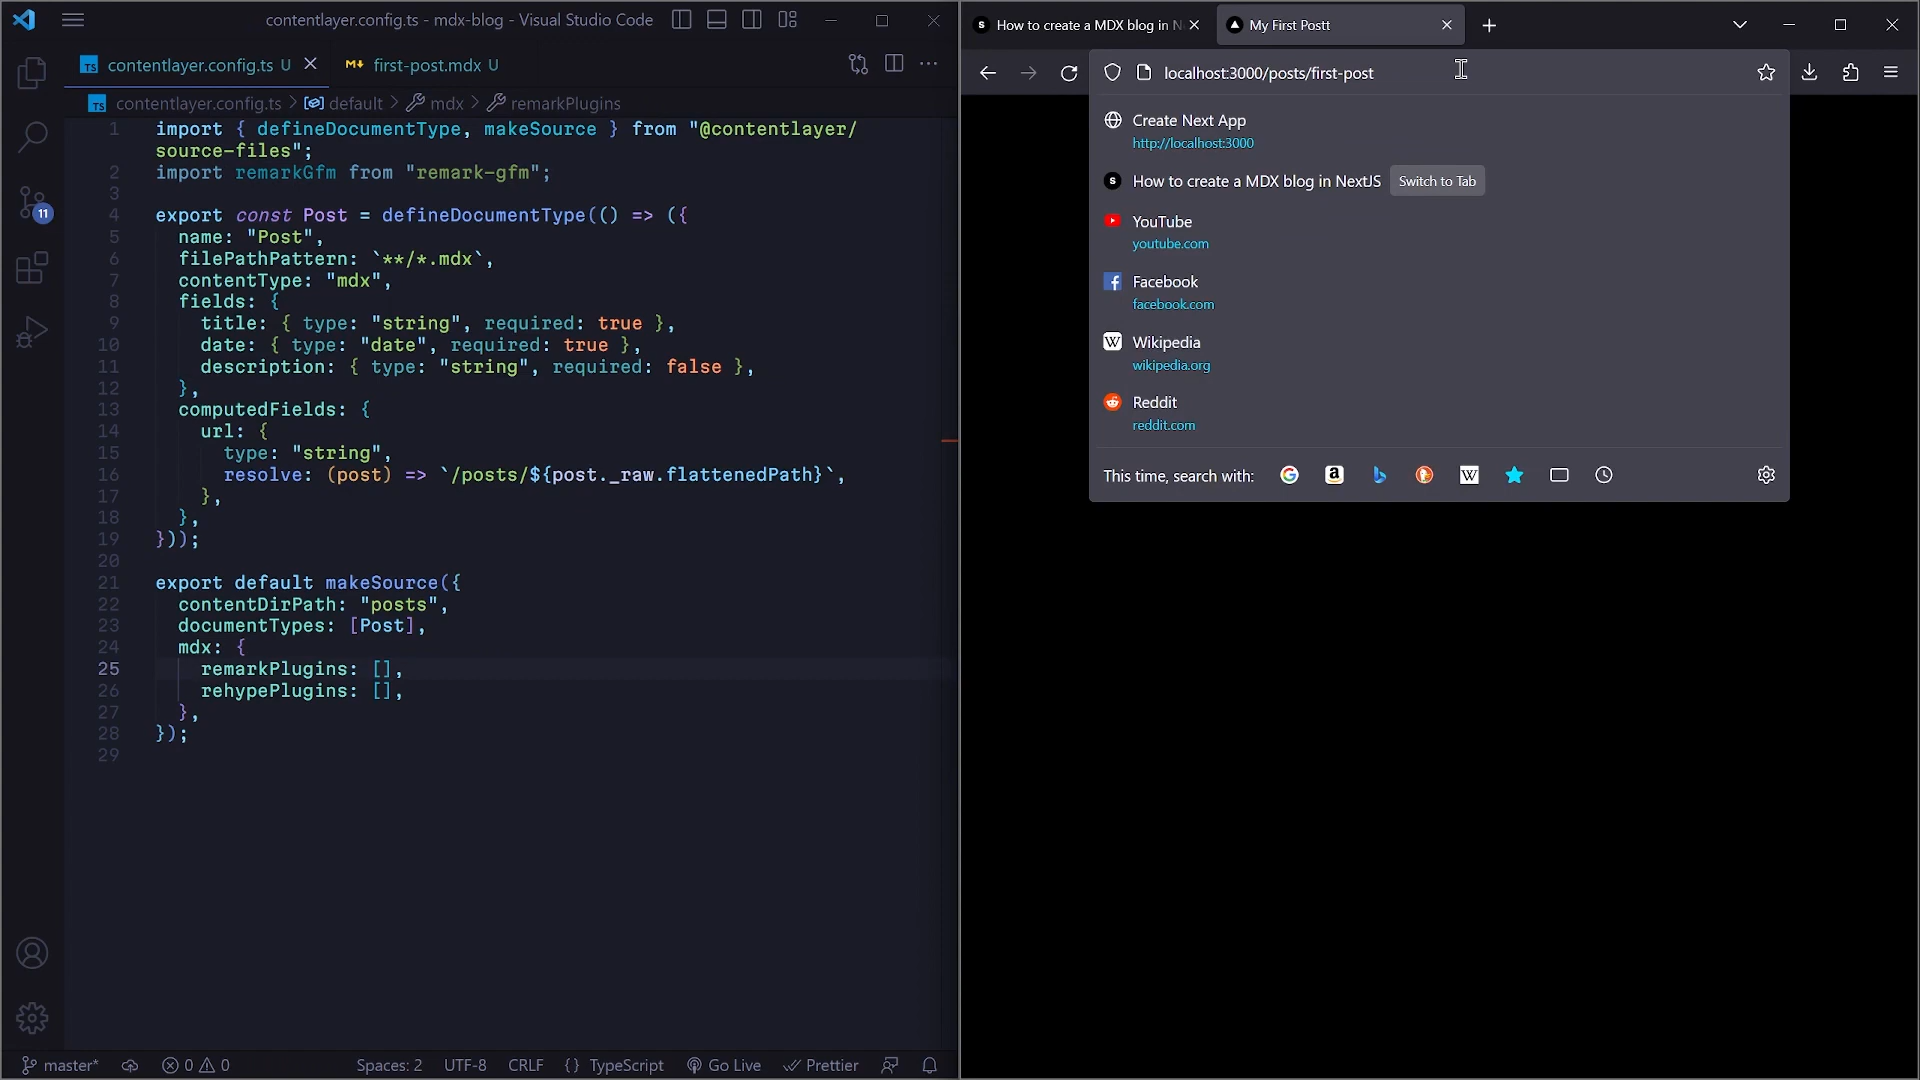 contentlayer.config.ts - mdx-blog - Visual Studio Code
contentlayer.config.ts U
first-post.mdx U
contentlayer.config.ts > default > mdx > remarkPlugins
1 import { defineDocumentType, makeSource } from "@contentlayer/
source-files";
2 import remarkGfm from "remark-gfm";
3
4 export const Post = defineDocumentType(() => ({
5 name: "Post",
6 filePathPattern: `**/*.mdx`,
7 contentType: "mdx",
8 fields: {
9 title: { type: "string", required: true },
10 date: { type: "date", required: true },
11 description: { type: "string", required: false },
12 },
13 computedFields: {
14 url: {
15 type: "string",
16 resolve: (post) => `/posts/${post._raw.flattenedPath}`,
17 },
18 },
19 }));
20
21 export default makeSource({
22 contentDirPath: "posts",
23 documentTypes: [Post],
24 mdx: {
25 remarkPlugins: [],
26 rehypePlugins: [],
27 },
28 });
29
11
master*
0 0
Spaces: 2
UTF-8
CRLF
{} TypeScript
Go Live
Prettier
How to create a MDX blog in N
My First Postt
localhost:3000/posts/first-post
Create Next App
http://localhost:3000
How to create a MDX blog in NextJS Switch to Tab
YouTube
youtube.com
Facebook
facebook.com
Wikipedia
wikipedia.org
Reddit
reddit.com
This time, search with: